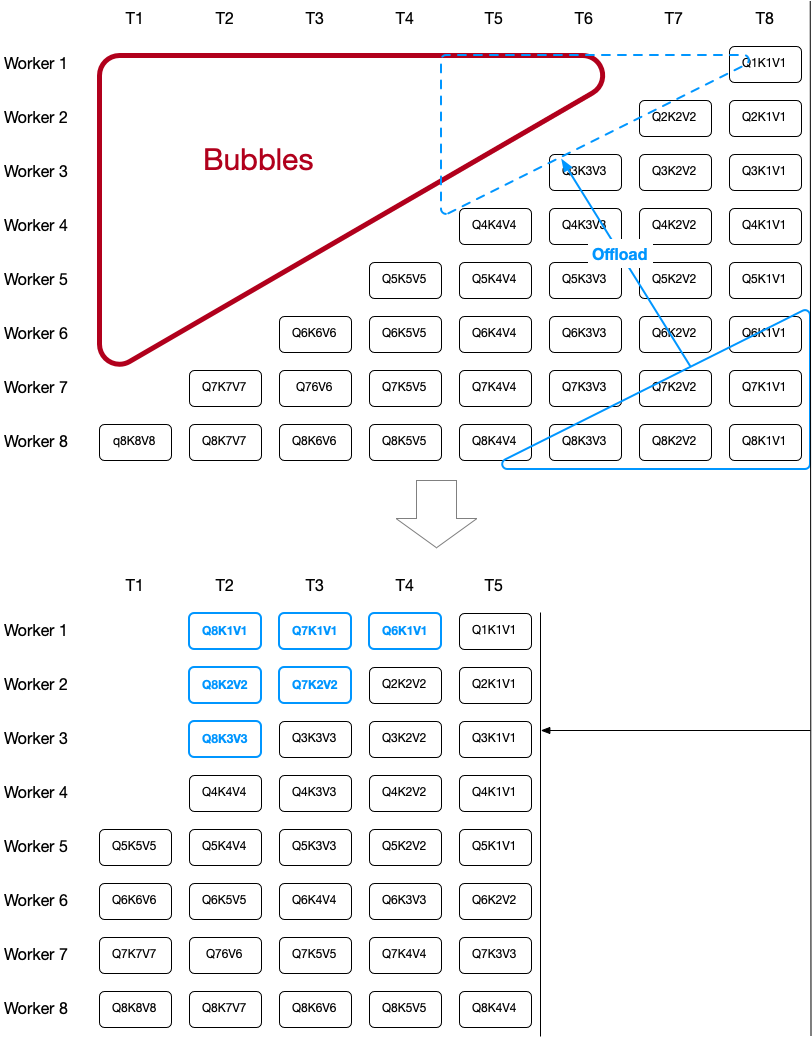 T1 T2 T3 T4 T5 T6 T7 T8
Worker 1 Q1K1V1
Worker 2 Q2K2V2 Q2K1V1
Bubbles
Worker 3 Q3K3V3 Q3K2V2 Q3K1V1
Worker 4 Q4K4V4 Q4K3V3 Q4K2V2 Q4K1V1
Offload
Worker 5 Q5K5V5 Q5K4V4 Q5K3V3 Q5K2V2 Q5K1V1
Worker 6 Q6K6V6 Q6K5V5 Q6K4V4 Q6K3V3 Q6K2V2 Q6K1V1
Worker 7 Q7K7V7 Q76V6 Q7K5V5 Q7K4V4 Q7K3V3 Q7K2V2 Q7K1V1
Worker 8 q8K8V8 Q8K7V7 Q8K6V6 Q8K5V5 Q8K4V4 Q8K3V3 Q8K2V2 Q8K1V1
T1 T2 T3 T4 T5
Worker 1 Q8K1V1 Q7K1V1 Q6K1V1 Q1K1V1
Worker 2 Q8K2V2 Q7K2V2 Q2K2V2 Q2K1V1
Worker 3 Q8K3V3 Q3K3V3 Q3K2V2 Q3K1V1
Worker 4 Q4K4V4 Q4K3V3 Q4K2V2 Q4K1V1
Worker 5 Q5K5V5 Q5K4V4 Q5K3V3 Q5K2V2 Q5K1V1
Worker 6 Q6K6V6 Q6K5V5 Q6K4V4 Q6K3V3 Q6K2V2
Worker 7 Q7K7V7 Q76V6 Q7K5V5 Q7K4V4 Q7K3V3
Worker 8 Q8K8V8 Q8K7V7 Q8K6V6 Q8K5V5 Q8K4V4